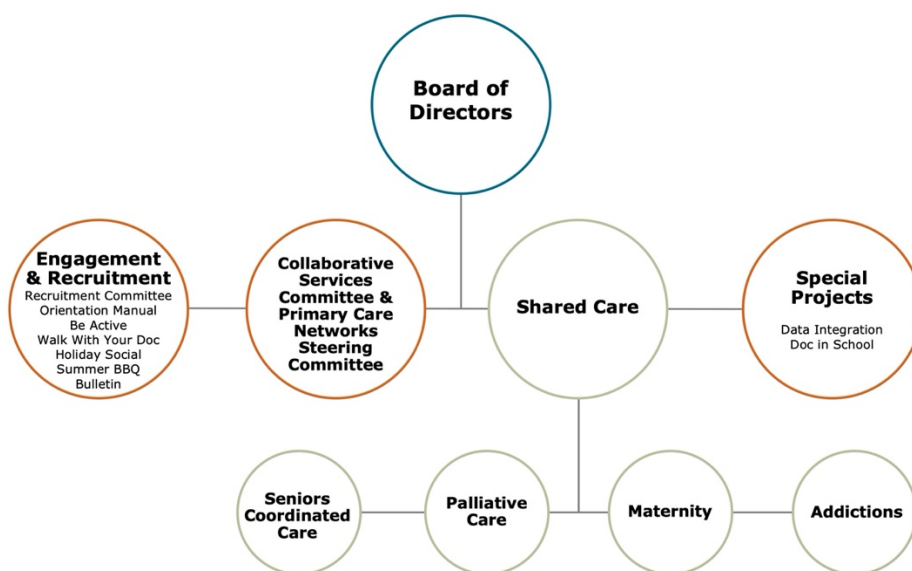 Board of
Directors
Engagement
& Recruitment
Recruitment Committee
Orientation Manual
Be Active
Walk With Your Doc
Holiday Social
Summer BBQ
Bulletin
Collaborative
Services
Committee &
Primary Care
Networks
Steering
Committee
Shared Care
Special
Projects
Data Integration
Doc in School
Seniors
Coordinated
Care
Palliative
Care
Maternity
Addictions